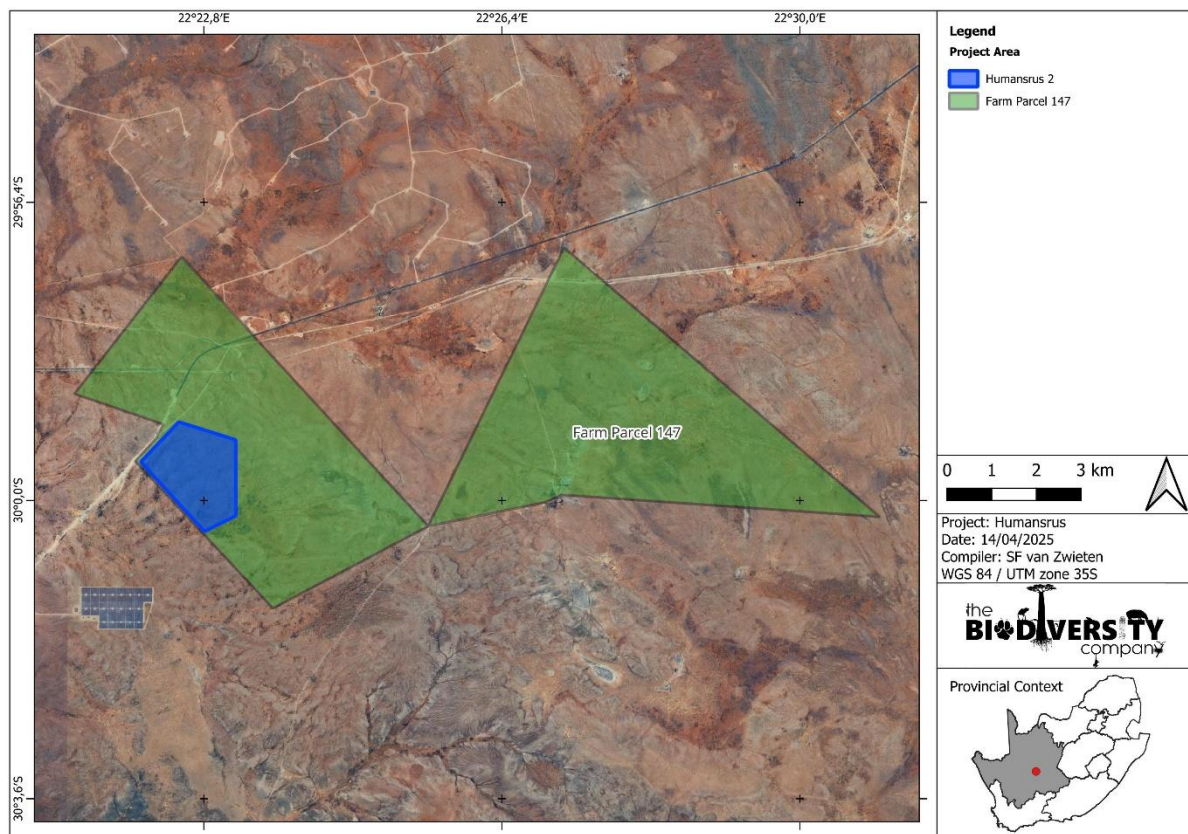 22°22,8'E
22°26,4'E
22°30,0'E
29°56,4'S
30°0,0'S
30°3,6'S
Farm Parcel 147
Legend
Project Area
Humansrus 2
Farm Parcel 147
0 1 2 3 km
Project: Humansrus
Date: 14/04/2025
Compiler: SF van Zwieten
WGS 84 / UTM zone 35S
the
BIODIVERSITY
company
Provincial Context